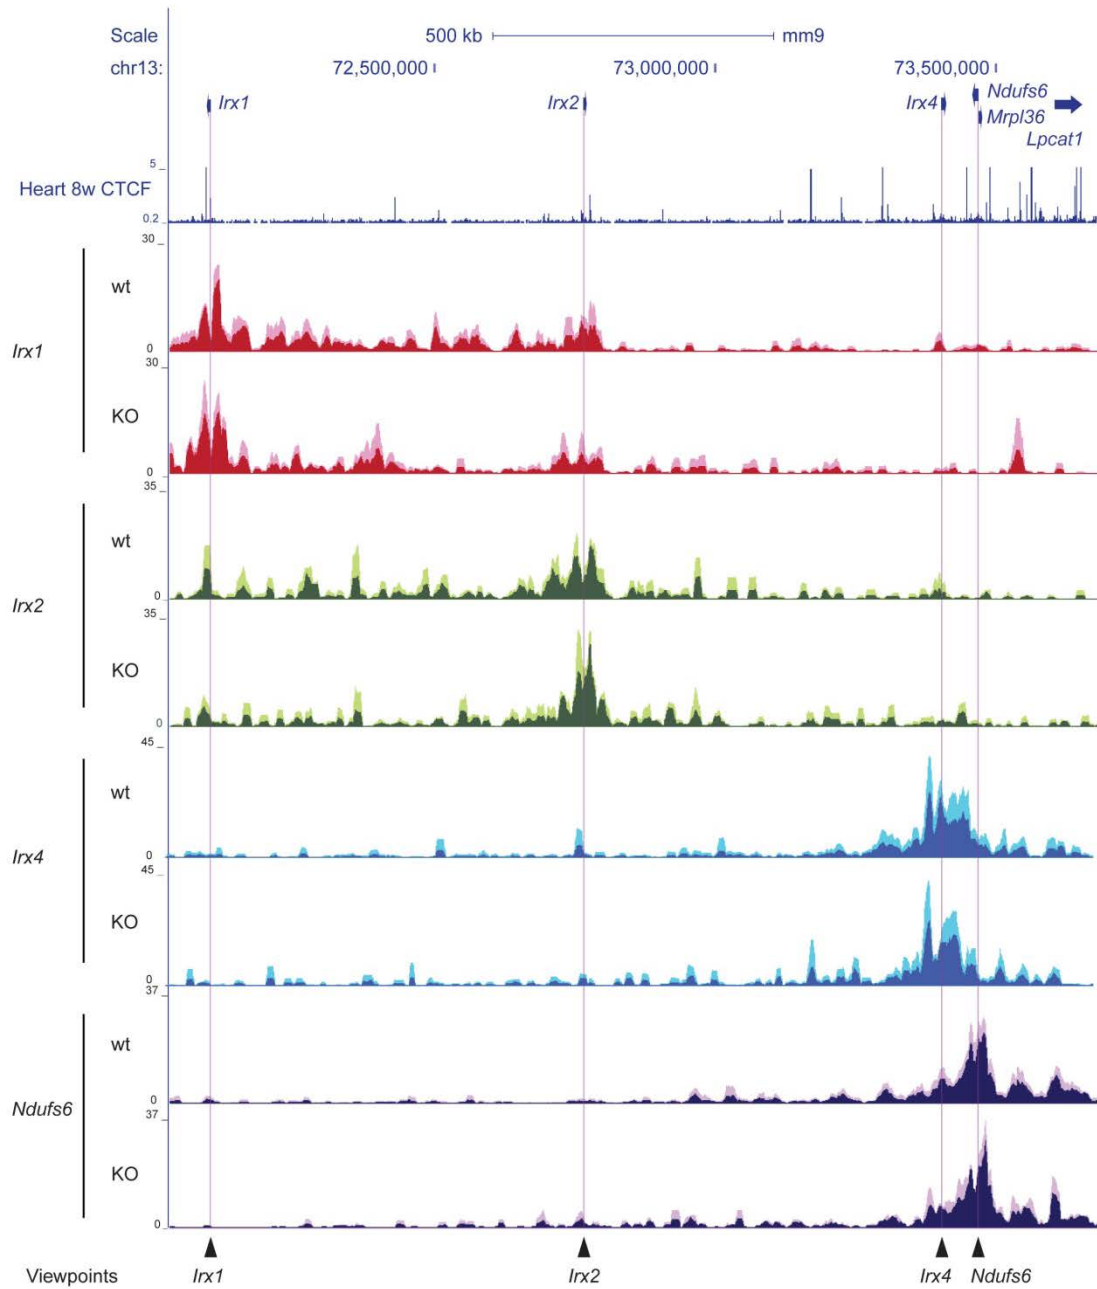 Scale 500 kb mm9
chr13: 72,500,000 73,000,000 73,500,000
Irx1 Irx2 Irx4 Ndufs6
Mrpl36
Lpcat1
5
Heart 8w CTCF
0.2
30
wt
Irx1
0
30
KO
0
35
wt
Irx2
0
35
KO
0
45
wt
Irx4
0
45
KO
0
37
wt
Ndufs6
0
37
KO
0
Viewpoints Irx1 Irx2 Irx4 Ndufs6